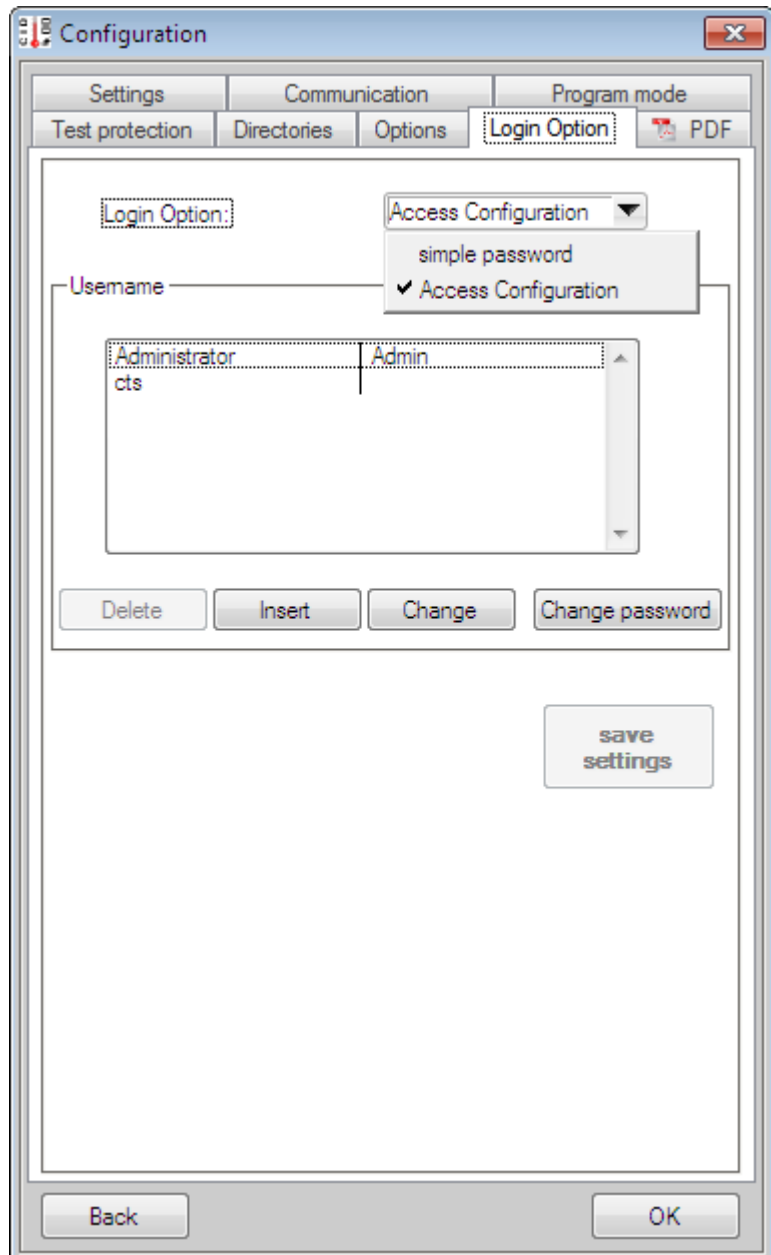 Configuration
Settings Communication Program mode
Test protection Directories Options Login Option PDF
Login Option: Access Configuration
simple password
Username
✔ Access Configuration
Administrator Admin
cts
Delete Insert Change Change password
save
settings
Back OK